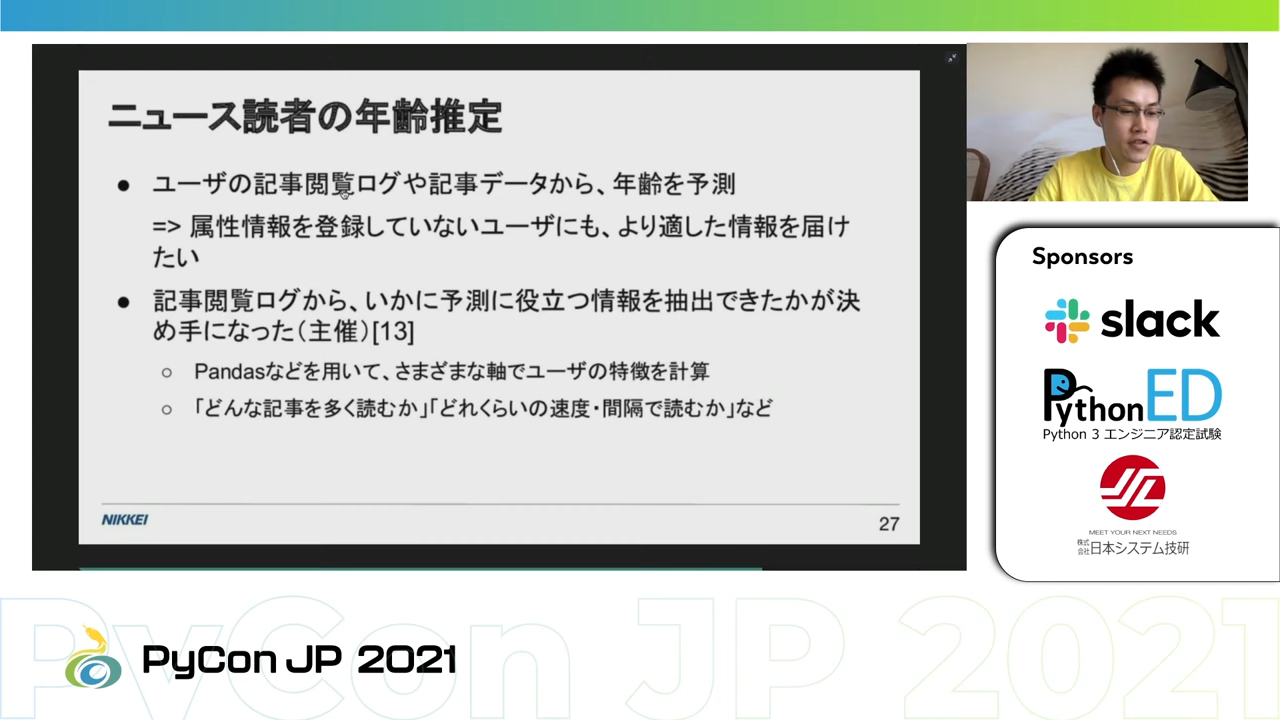 ニュース読者の年齢推定
● ユーザの記事閲覧ログや記事データから、年齢を予測
=> 属性情報を登録していないユーザにも、より適した情報を届け
たい
● 記事閲覧ログから、いかに予測に役立つ情報を抽出できたかが決
め手になった（主催）[13]
○ Pandasなどを用いて、さまざまな軸でユーザの特徴を計算
○ 「どんな記事を多く読むか」「どれくらいの速度・間隔で読むか」など
NIKKEI
27
Sponsors
slack
PythonED
Python 3 エンジニア認定試験
MEET YOUR NEXT NEEDS
株式会社日本システム技研
PyCon JP 2021
PyCon JP 2021